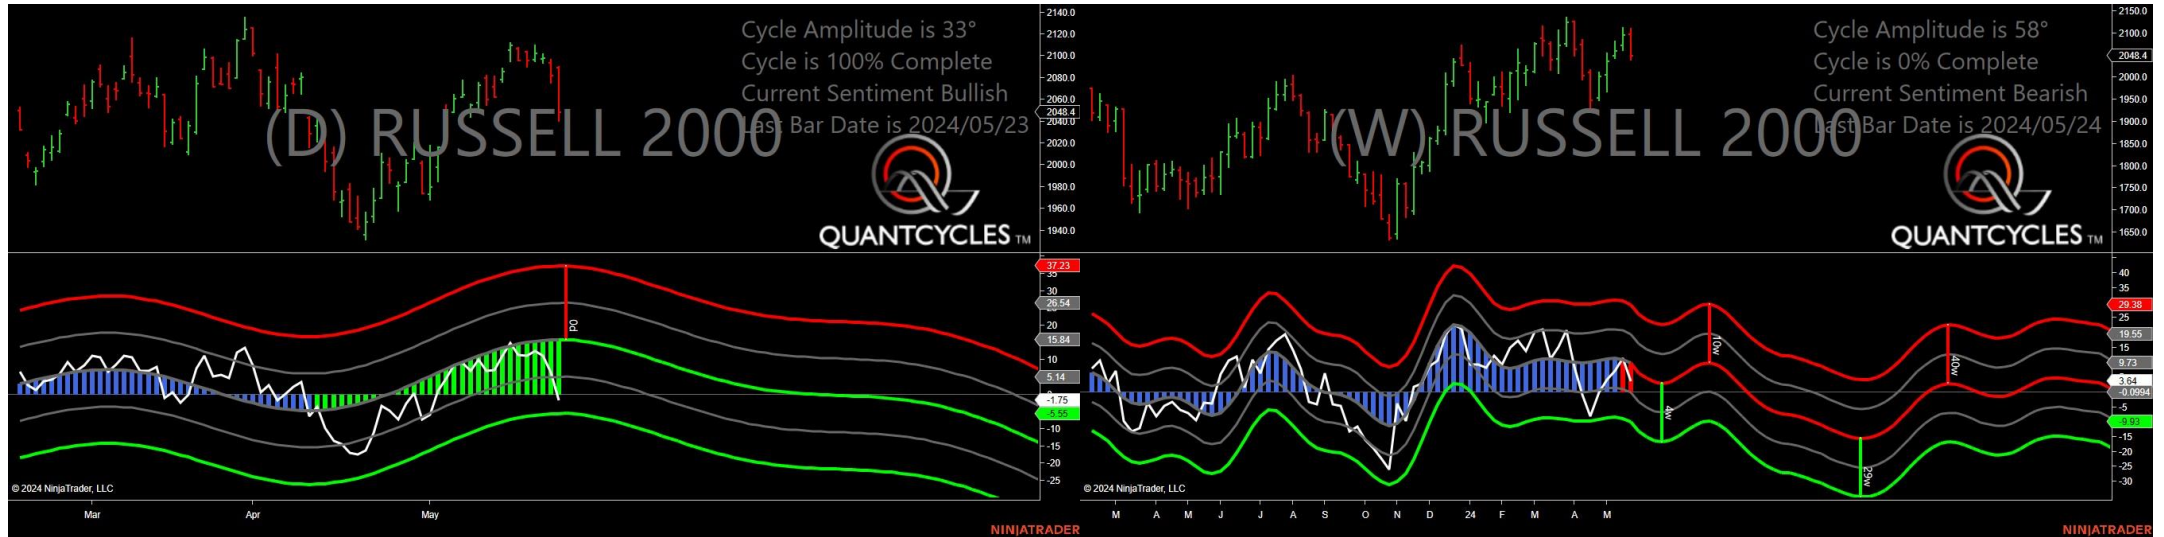 Cycle Amplitude is 33°
Cycle is 100% Complete
Current Sentiment Bullish
Last Bar Date is 2024/05/23
(D) RUSSELL 2000
QUANTCYCLES TM
2140.0
2120.0
2100.0
2080.0
2060.0
2048.4
2040.0
2020.0
2000.0
1980.0
1960.0
1940.0
37.23
35
30
26.54
20
15.84
10
5.14
-1.75
-5.55
-10
-15
-20
-25
0d
© 2024 NinjaTrader, LLC
Mar Apr May
NINJATRADER
Cycle Amplitude is 58°
Cycle is 0% Complete
Current Sentiment Bearish
Last Bar Date is 2024/05/24
(W) RUSSELL 2000
QUANTCYCLES TM
2150.0
2100.0
2048.4
2000.0
1950.0
1900.0
1850.0
1800.0
1750.0
1700.0
1650.0
40
35
29.38
25
19.55
15
9.73
3.64
-0.0994
-5
-9.93
-15
-20
-25
-30
10w
40w
4w
29w
© 2024 NinjaTrader, LLC
M A M J J A S O N D 24 F M A M
NINJATRADER